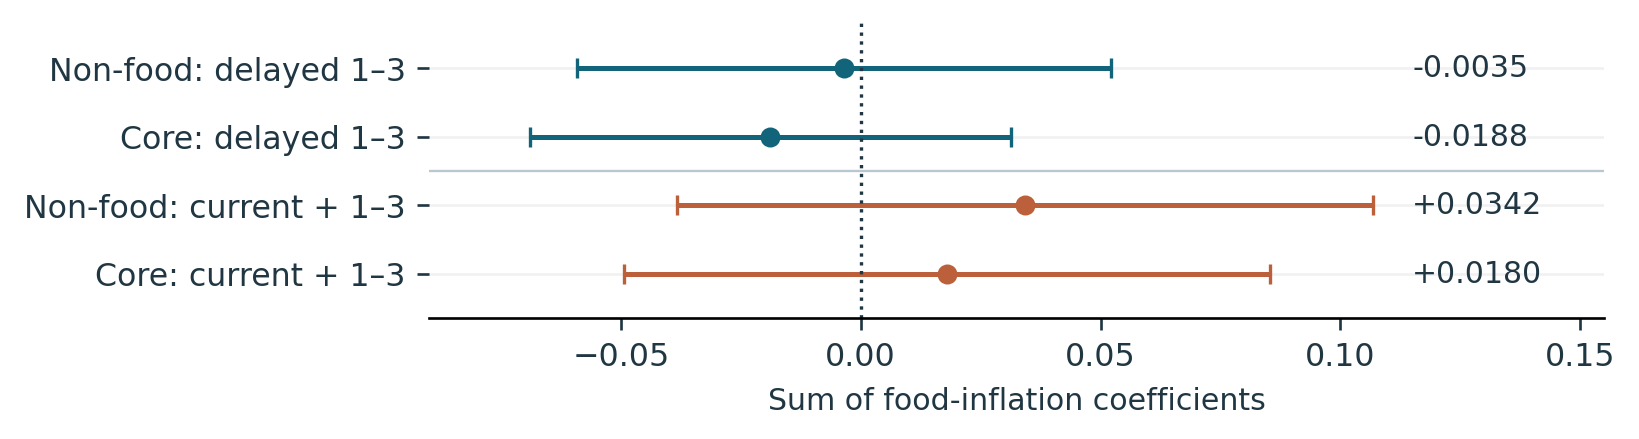 Non-food: delayed 1–3 -0.0035
Core: delayed 1–3 -0.0188
Non-food: current + 1–3 +0.0342
Core: current + 1–3 +0.0180
−0.05 0.00 0.05 0.10 0.15
Sum of food-inflation coefficients